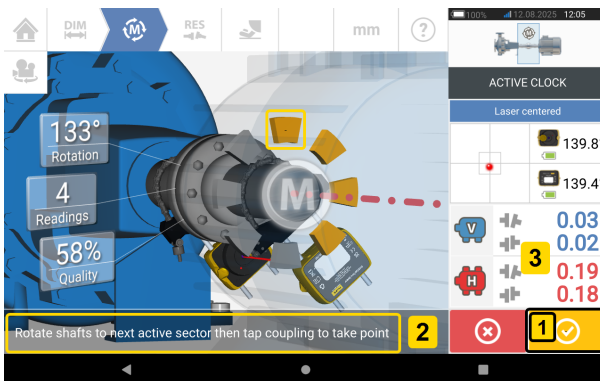 DIM
M
RES
mm
?
100% 12.08.2025 12:05
ACTIVE CLOCK
Laser centered
139.8°
139.4°
133°
Rotation
4
Readings
58%
Quality
M
V
0.03
0.02
H
3
0.19
0.18
Rotate shafts to next active sector then tap coupling to take point
2
1